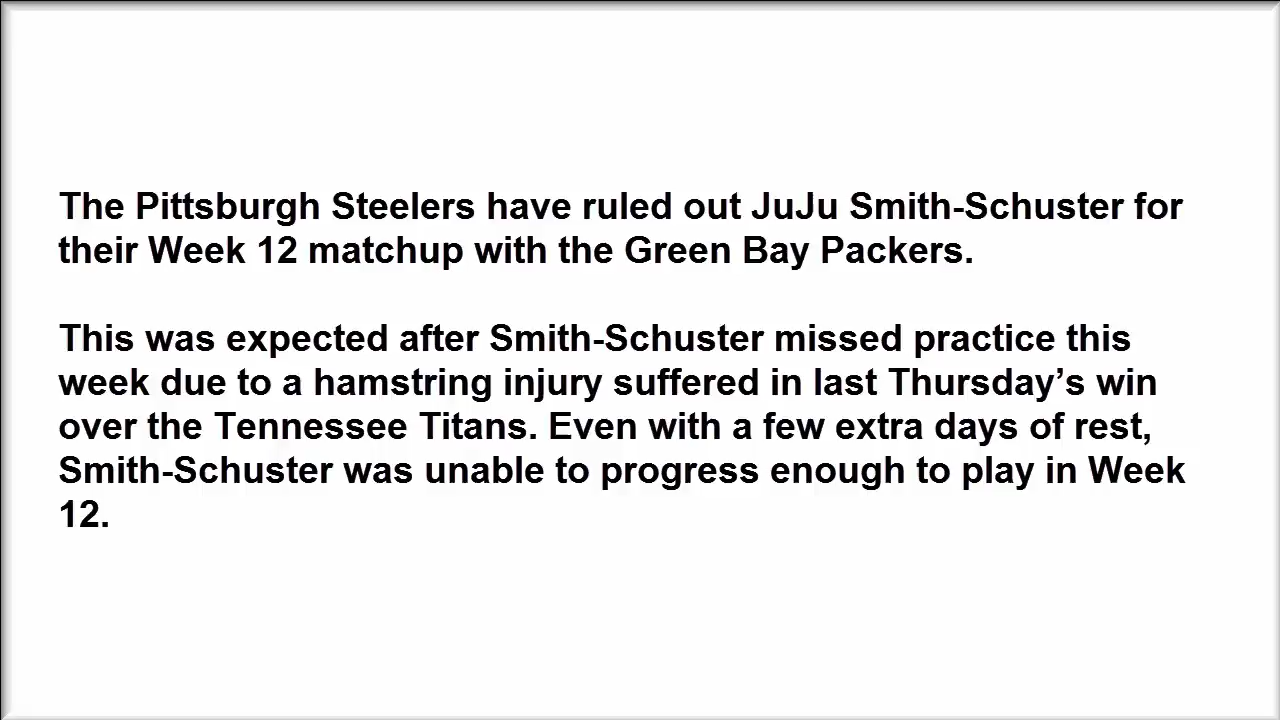 The Pittsburgh Steelers have ruled out JuJu Smith-Schuster for
their Week 12 matchup with the Green Bay Packers.
This was expected after Smith-Schuster missed practice this
week due to a hamstring injury suffered in last Thursday’s win
over the Tennessee Titans. Even with a few extra days of rest,
Smith-Schuster was unable to progress enough to play in Week
12.